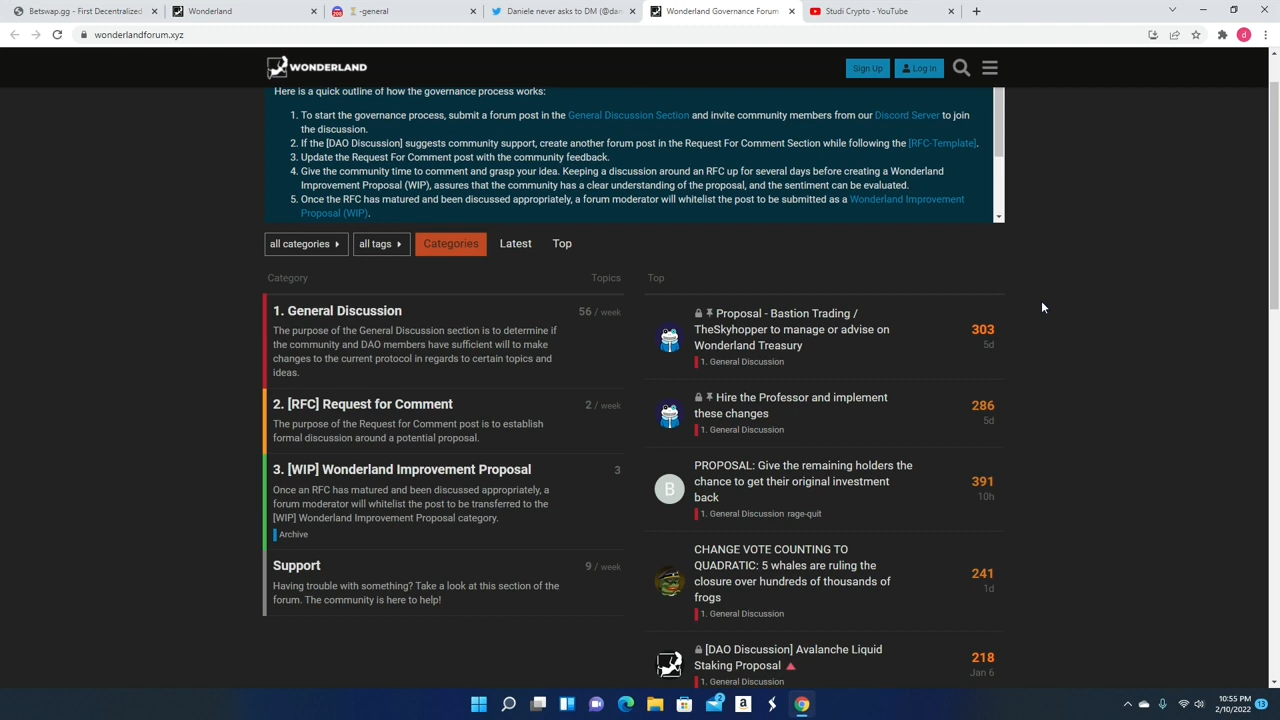 Betswap.gg - First Decentralized
Wonderland
208
⌛-general
Daniele never asks to DM (@dan
Wonderland Governance Forum
Studi Crypto - YouTube
wonderlandforum.xyz
d
WONDERLAND
Sign Up
Log In
Here is a quick outline of how the governance process works:
1. To start the governance process, submit a forum post in the General Discussion Section and invite community members from our Discord Server to join
the discussion.
2. If the [DAO Discussion] suggests community support, create another forum post in the Request For Comment Section while following the [RFC-Template].
3. Update the Request For Comment post with the community feedback.
4. Give the community time to comment and grasp your idea. Keeping a discussion around an RFC up for several days before creating a Wonderland
Improvement Proposal (WIP), assures that the community has a clear understanding of the proposal, and the sentiment can be evaluated.
5. Once the RFC has matured and been discussed appropriately, a forum moderator will whitelist the post to be submitted as a Wonderland Improvement
Proposal (WIP).
all categories
all tags
Categories
Latest
Top
Category
Topics
1. General Discussion
56 / week
The purpose of the General Discussion section is to determine if
the community and DAO members have sufficient will to make
changes to the current protocol in regards to certain topics and
ideas.
2. [RFC] Request for Comment
2 / week
The purpose of the Request for Comment post is to establish
formal discussion around a potential proposal.
3. [WIP] Wonderland Improvement Proposal
3
Once an RFC has matured and been discussed appropriately, a
forum moderator will whitelist the post to be transferred to the
[WIP] Wonderland Improvement Proposal category.
Archive
Support
9 / week
Having trouble with something? Take a look at this section of the
forum. The community is here to help!
Top
Proposal - Bastion Trading /
TheSkyhopper to manage or advise on
Wonderland Treasury
1. General Discussion
303
5d
Hire the Professor and implement
these changes
1. General Discussion
286
5d
B
PROPOSAL: Give the remaining holders the
chance to get their original investment
back
1. General Discussion rage-quit
391
10h
CHANGE VOTE COUNTING TO
QUADRATIC: 5 whales are ruling the
closure over hundreds of thousands of
frogs
1. General Discussion
241
1d
[DAO Discussion] Avalanche Liquid
Staking Proposal 🔺
1. General Discussion
218
Jan 6
2
a
10:55 PM
2/10/2022
13